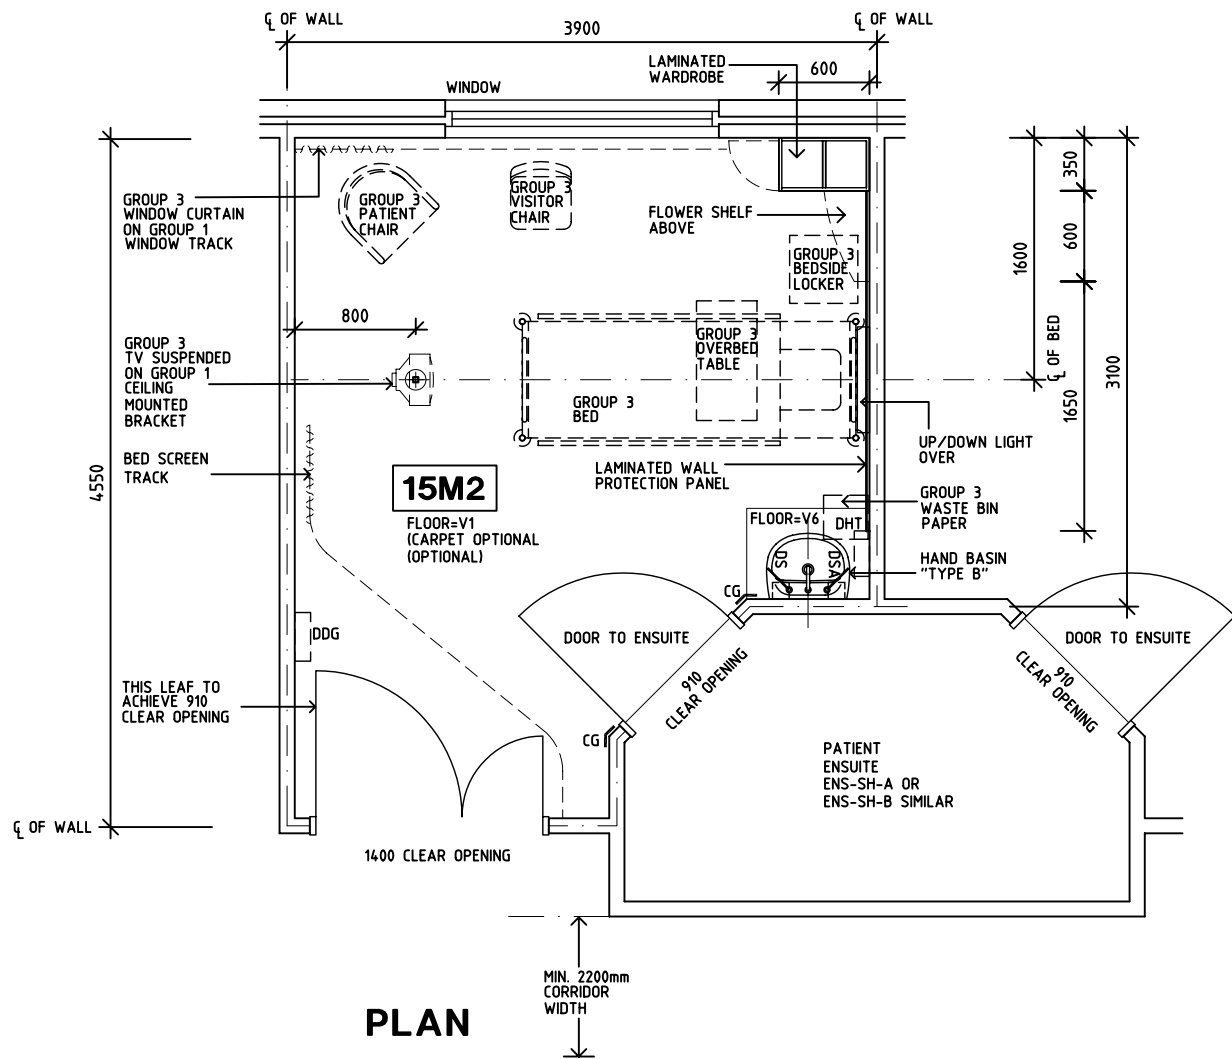 ℄ OF WALL
℄ OF WALL
3900
LAMINATED
WARDROBE
600
WINDOW
350
GROUP 3
WINDOW CURTAIN
ON GROUP 1
WINDOW TRACK
GROUP 3
PATIENT
CHAIR
GROUP 3
VISITOR
CHAIR
FLOWER SHELF
ABOVE
GROUP 3
BEDSIDE
LOCKER
1600
600
800
GROUP 3
TV SUSPENDED
ON GROUP 1
CEILING
MOUNTED
BRACKET
GROUP 3
OVERBED
TABLE
GROUP 3
BED
℄ OF BED
1650
3100
UP/DOWN LIGHT
OVER
BED SCREEN
TRACK
4550
15M2
FLOOR=V1
(CARPET OPTIONAL
(OPTIONAL)
LAMINATED WALL
PROTECTION PANEL
GROUP 3
WASTE BIN
PAPER
FLOOR=V6
DHT
DS
DSA
HAND BASIN
"TYPE B"
CG
DDG
DOOR TO ENSUITE
910
CLEAR OPENING
DOOR TO ENSUITE
910
CLEAR OPENING
THIS LEAF TO
ACHIEVE 910
CLEAR OPENING
CG
PATIENT
ENSUITE
ENS-SH-A OR
ENS-SH-B SIMILAR
℄ OF WALL
1400 CLEAR OPENING
MIN. 2200mm
CORRIDOR
WIDTH
PLAN